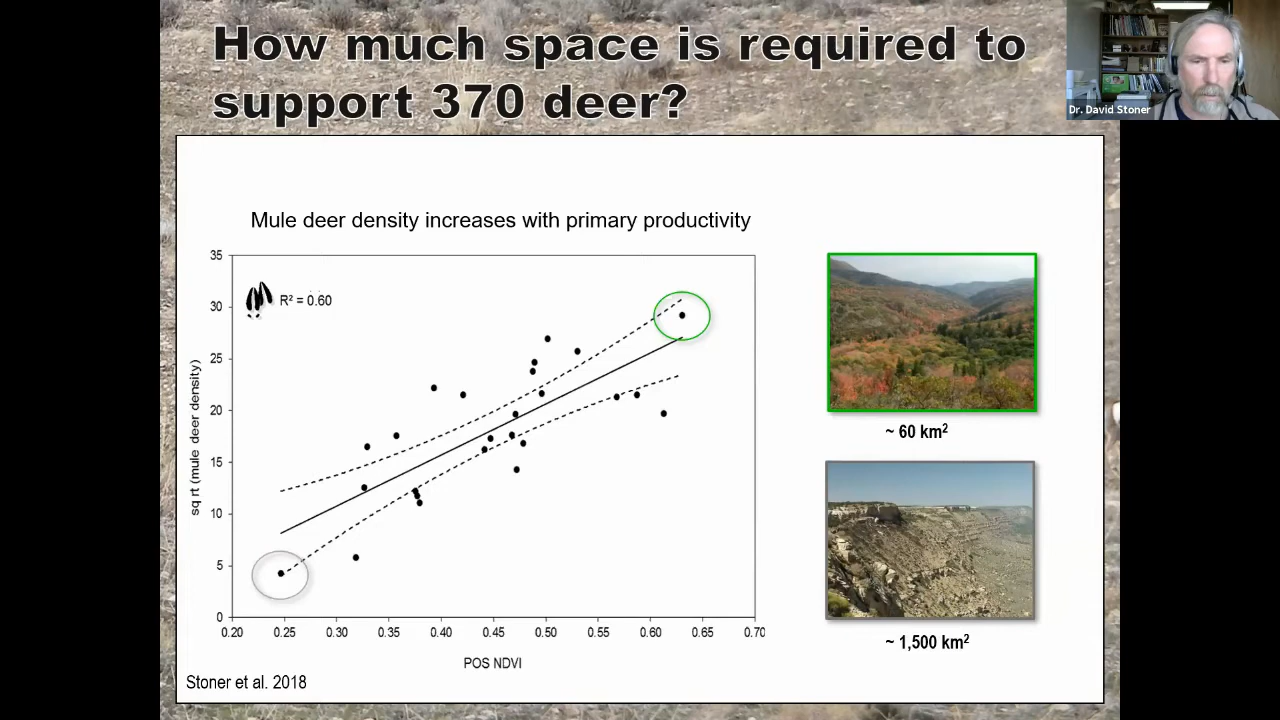 How much space is required to
support 370 deer?
Dr. David Stoner
Mule deer density increases with primary productivity
R² = 0.60
sq rt (mule deer density)
35
30
25
20
15
10
5
0
0.20 0.25 0.30 0.35 0.40 0.45 0.50 0.55 0.60 0.65 0.70
POS NDVI
~ 60 km²
~ 1,500 km²
Stoner et al. 2018